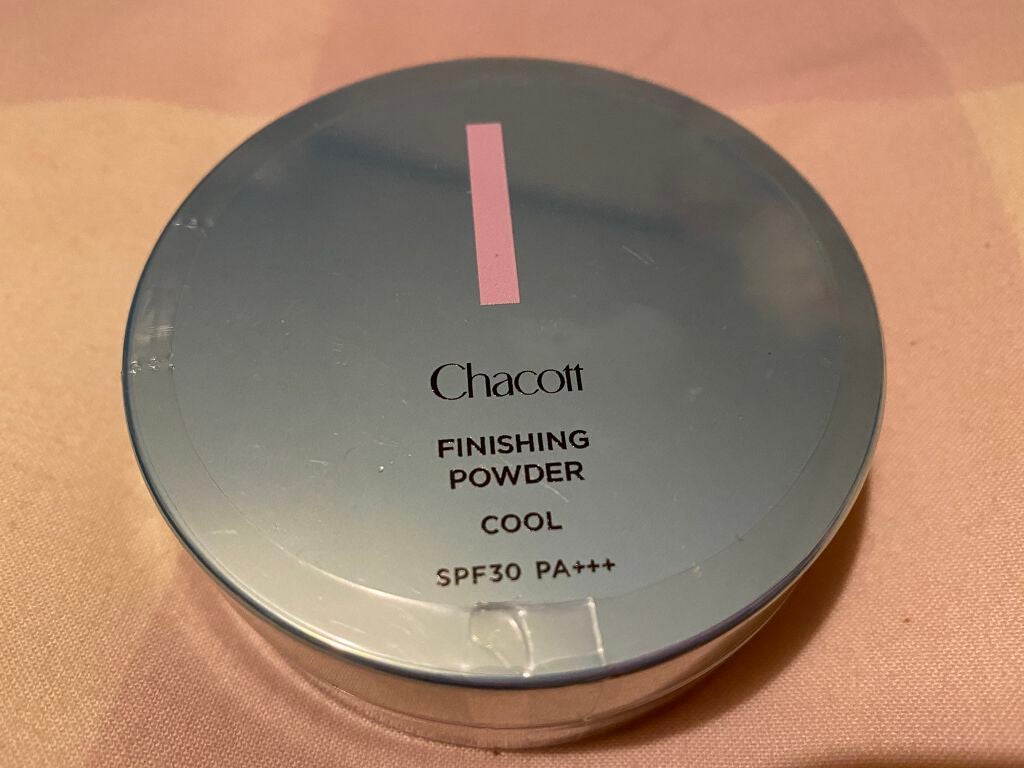 Chacott
FINISHING
POWDER
COOL
SPF30 PA+++